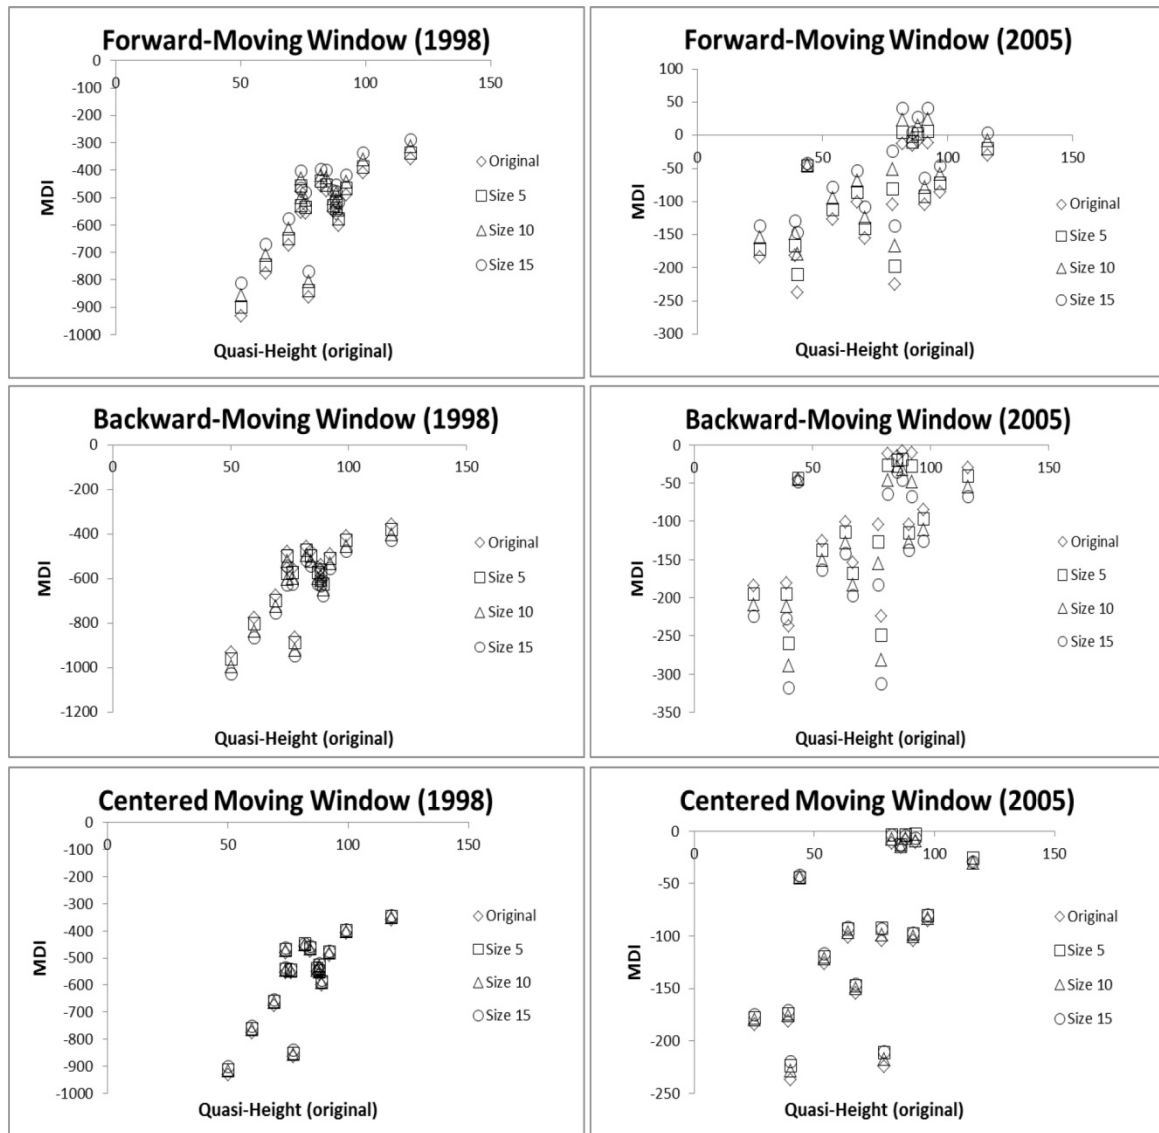 Forward-Moving Window (1998)
0 50 100 150
0
-100
-200
-300
-400
-500
-600
-700
-800
-900
-1000
MDI
Original
Size 5
Size 10
Size 15
Quasi-Height (original)
Forward-Moving Window (2005)
100
50
0
-50
-100
-150
-200
-250
-300
0 50 100 150
MDI
Original
Size 5
Size 10
Size 15
Quasi-Height (original)
Backward-Moving Window (1998)
0
-200
-400
-600
-800
-1000
-1200
0 50 100 150
MDI
Original
Size 5
Size 10
Size 15
Quasi-Height (original)
Backward-Moving Window (2005)
0
-50
-100
-150
-200
-250
-300
-350
0 50 100 150
MDI
Original
Size 5
Size 10
Size 15
Quasi-Height (original)
Centered Moving Window (1998)
0
-100
-200
-300
-400
-500
-600
-700
-800
-900
-1000
0 50 100 150
MDI
Original
Size 5
Size 10
Size 15
Quasi-Height (original)
Centered Moving Window (2005)
0
-50
-100
-150
-200
-250
0 50 100 150
MDI
Original
Size 5
Size 10
Size 15
Quasi-Height (original)